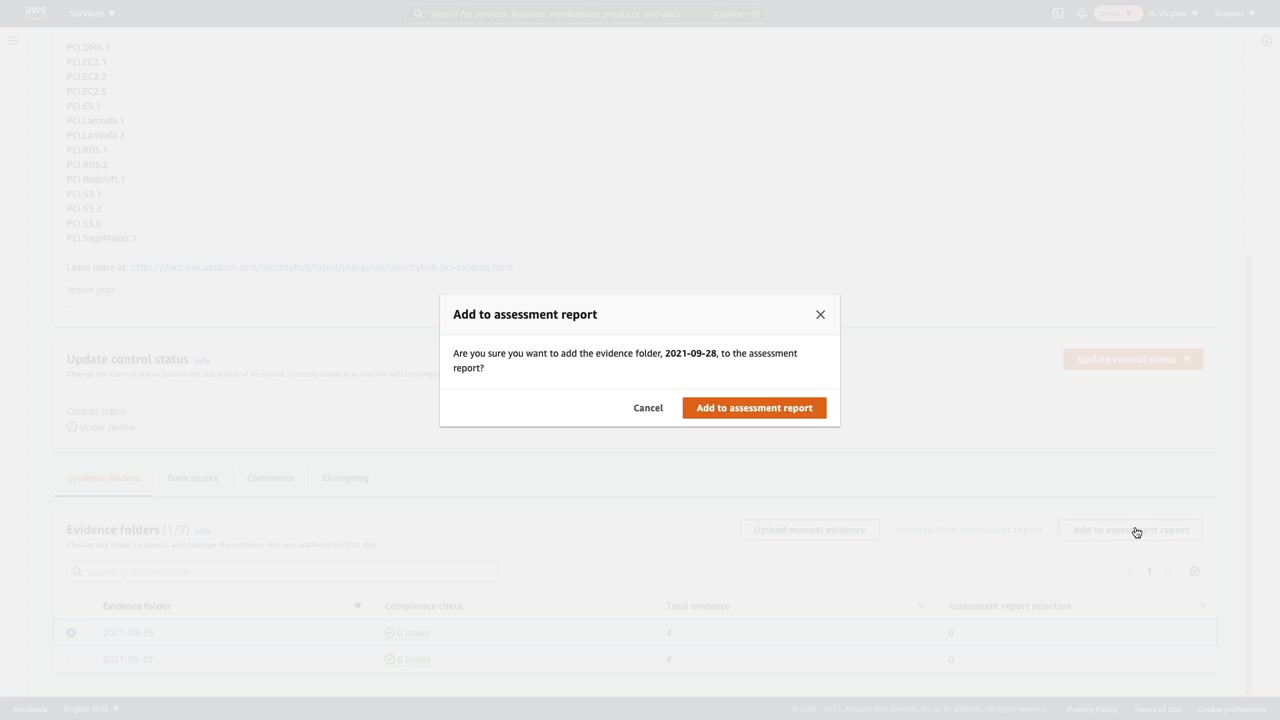 aws
Services
Search for services, features, marketplace products, and docs
[Option+S]
N. Virginia
Support
PCI.DMS.1
PCI.EC2.1
PCI.EC2.2
PCI.EC2.5
PCI.ES.1
PCI.Lambda.1
PCI.Lambda.2
PCI.RDS.1
PCI.RDS.2
PCI.Redshift.1
PCI.S3.1
PCI.S3.2
PCI.S3.6
PCI.SageMaker.1
Learn more at: https://docs.aws.amazon.com/securityhub/latest/userguide/securityhub-pci-controls.html
Action plan
-
Add to assessment report
Are you sure you want to add the evidence folder, 2021-09-28, to the assessment
report?
Cancel
Add to assessment report
Update control status Info
Update control status
Change the control status to indicate the status of its review. Controls marked as inactive will no longer
Control status
Under review
Evidence folders
Data source
Comments
Changelog
Evidence folders (1/2) Info
Upload manual evidence
Remove from assessment report
Add to assessment report
Choose any folder to open it and manage the evidence that was gathered on that day.
Search by evidence folder
1
Evidence folder
Compliance check
Total evidence
Assessment report selection
2021-09-28
0 issues
4
0
2021-09-27
0 issues
4
0
Feedback
English (US)
© 2008 - 2021, Amazon Web Services, Inc. or its affiliates. All rights reserved.
Privacy Policy
Terms of Use
Cookie preferences